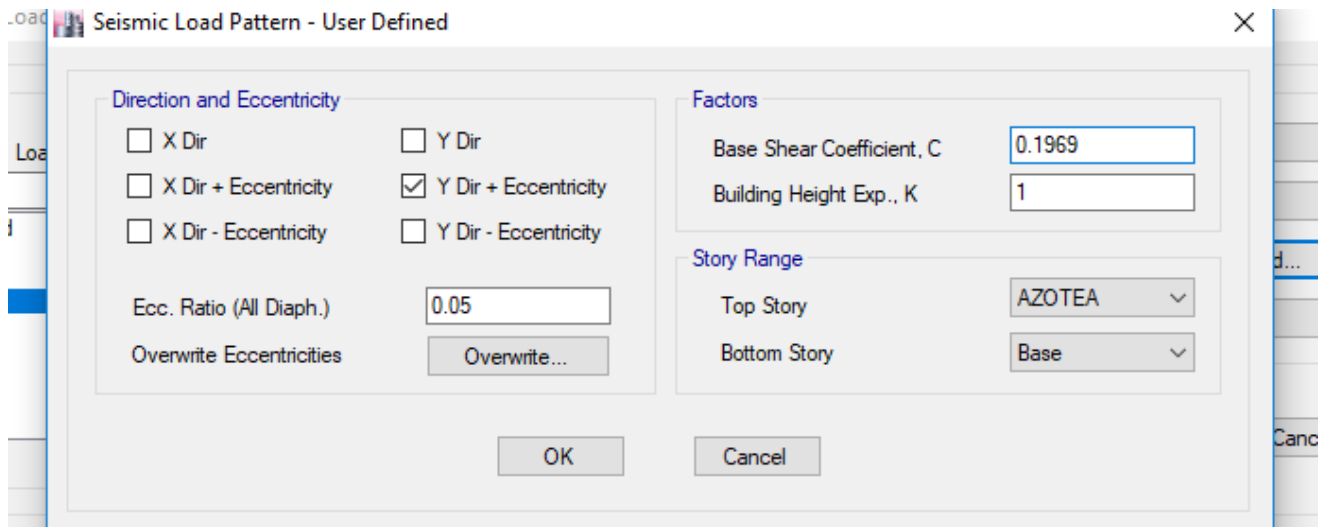 Seismic Load Pattern - User Defined
Direction and Eccentricity
X Dir
Y Dir
X Dir + Eccentricity
Y Dir + Eccentricity
X Dir - Eccentricity
Y Dir - Eccentricity
Ecc. Ratio (All Diaph.)
0.05
Overwrite Eccentricities
Overwrite...
Factors
Base Shear Coefficient, C
0.1969
Building Height Exp., K
1
Story Range
Top Story
AZOTEA
Bottom Story
Base
OK
Cancel